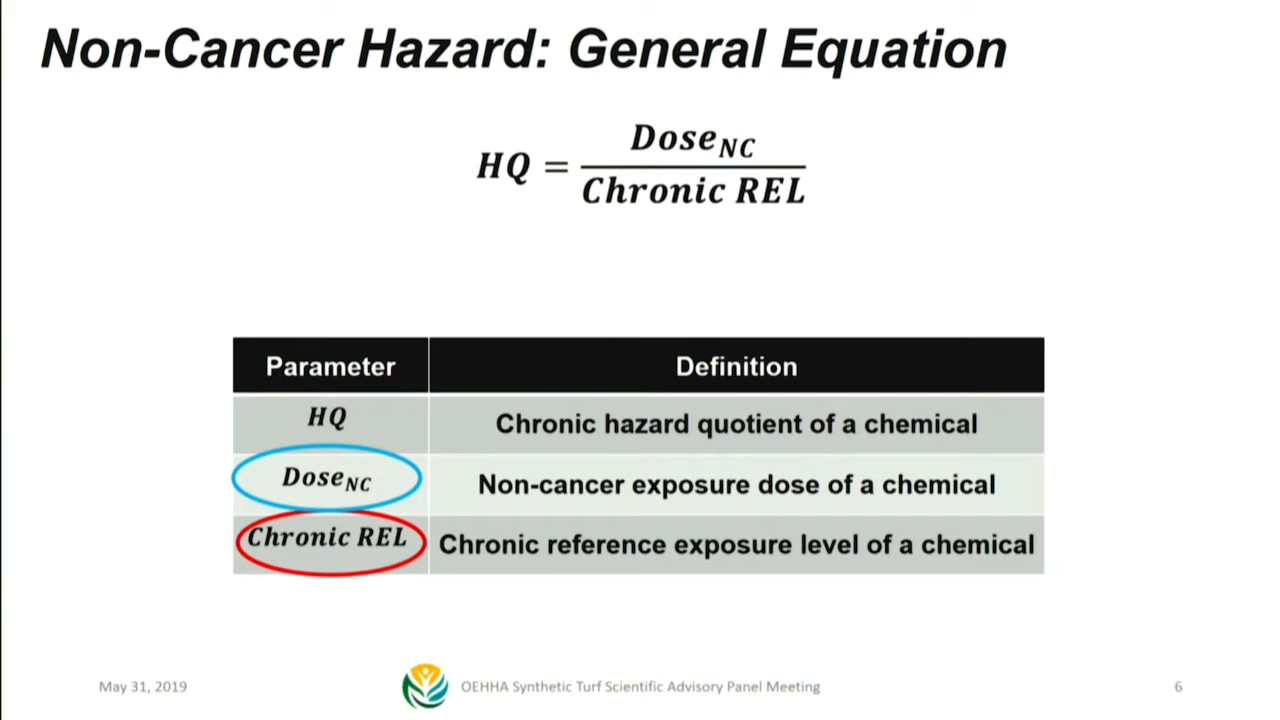 Non-Cancer Hazard: General Equation
HQ = Dose_NC / Chronic REL
Parameter Definition
HQ Chronic hazard quotient of a chemical
Dose_NC Non-cancer exposure dose of a chemical
Chronic REL Chronic reference exposure level of a chemical
May 31, 2019 OEHHA Synthetic Turf Scientific Advisory Panel Meeting 6